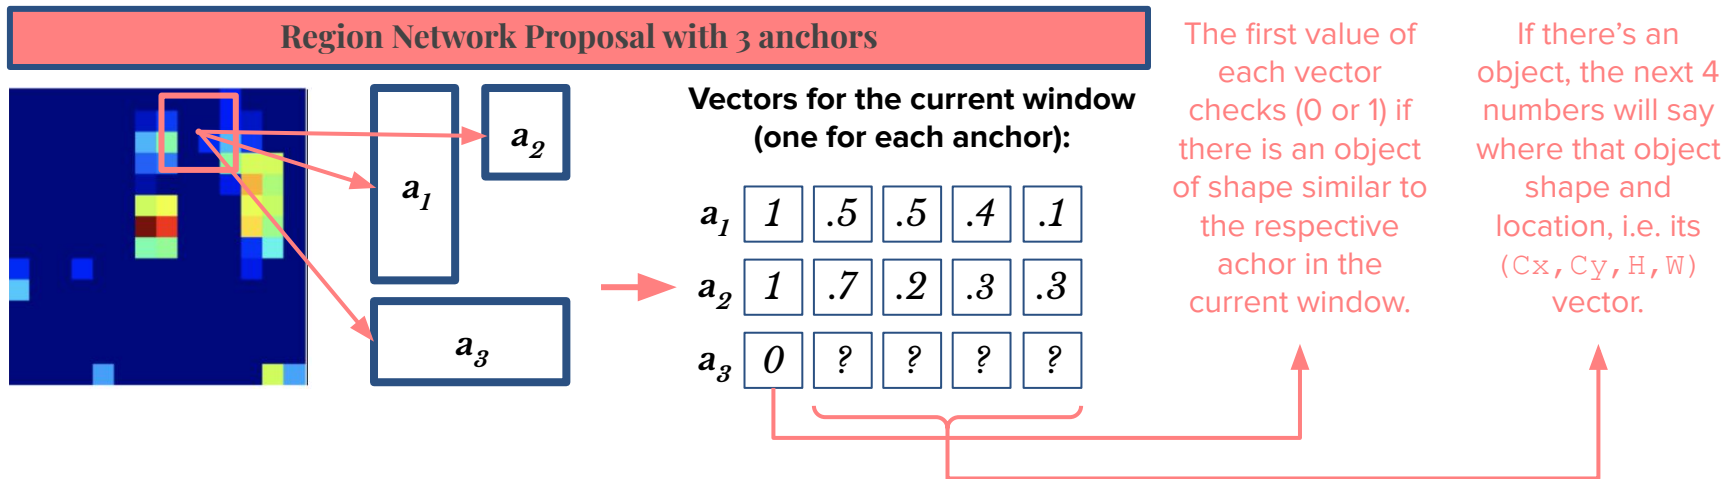 Region Network Proposal with 3 anchors
a1
a2
a3
Vectors for the current window
(one for each anchor):
a1 1 .5 .5 .4 .1
a2 1 .7 .2 .3 .3
a3 0 ? ? ? ?
The first value of
each vector
checks (0 or 1) if
there is an object
of shape similar to
the respective
achor in the
current window.
If there’s an
object, the next 4
numbers will say
where that object
shape and
location, i.e. its
(Cx,Cy,H,W)
vector.